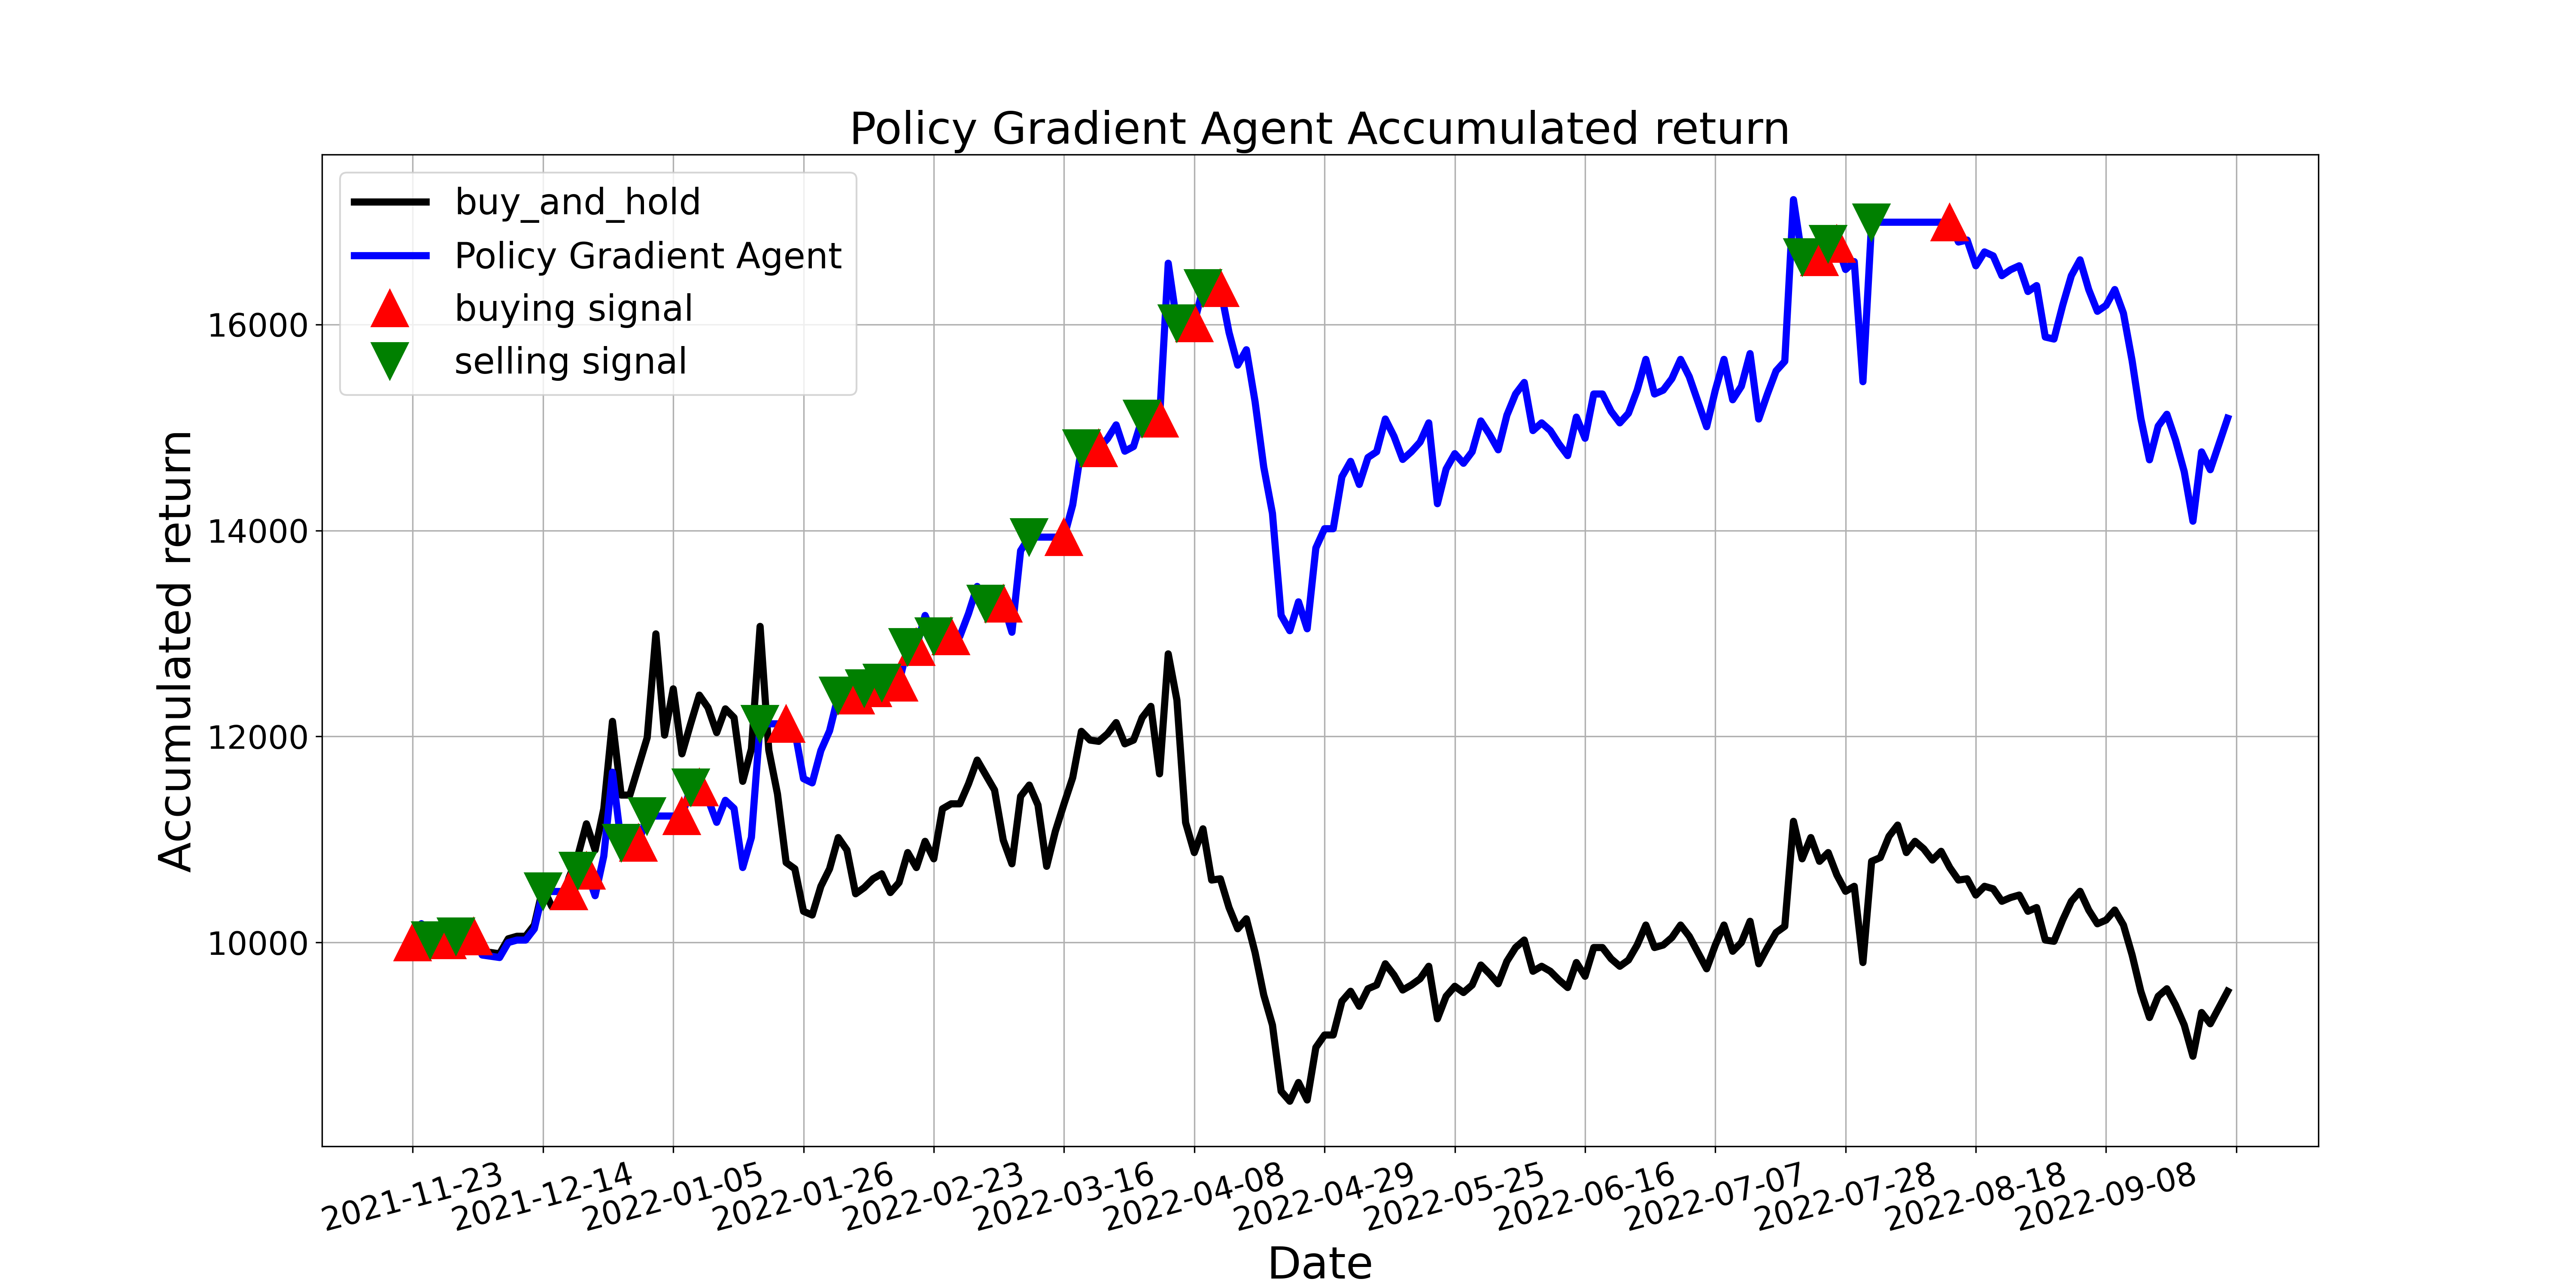 Policy Gradient Agent Accumulated return
buy_and_hold
Policy Gradient Agent
buying signal
selling signal
Accumulated return
16000
14000
12000
10000
2021-11-23
2021-12-14
2022-01-05
2022-01-26
2022-02-23
2022-03-16
2022-04-08
2022-04-29
2022-05-25
2022-06-16
2022-07-07
2022-07-28
2022-08-18
2022-09-08
Date